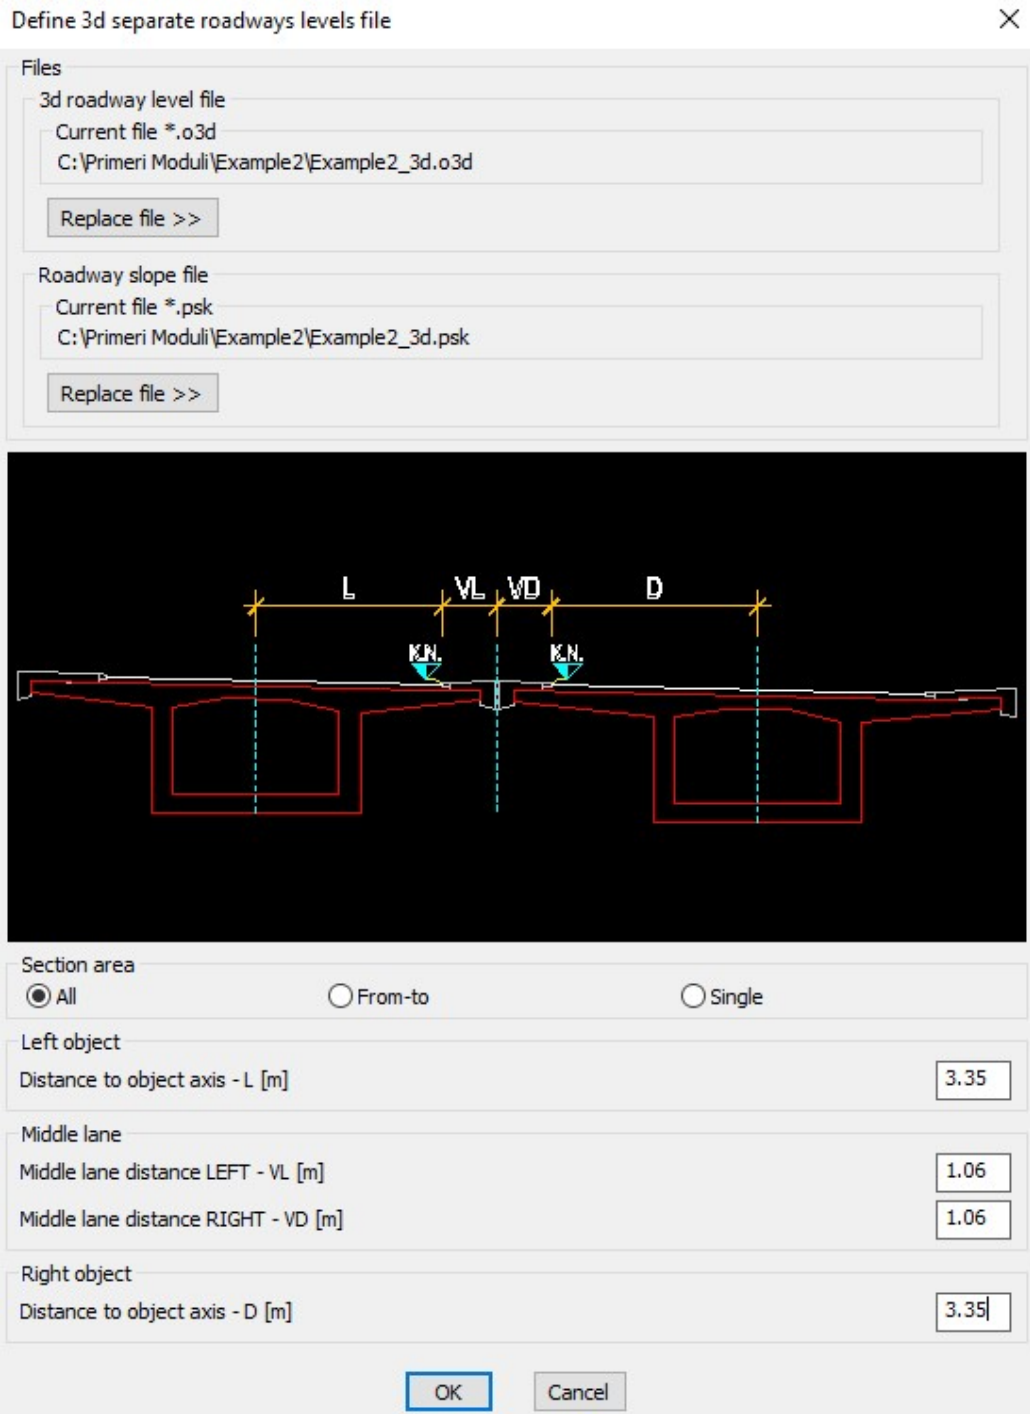 Define 3d separate roadways levels file
Files
3d roadway level file
Current file *.o3d
C:\Primeri Moduli\Example2\Example2_3d.o3d
Replace file >>
Roadway slope file
Current file *.psk
C:\Primeri Moduli\Example2\Example2_3d.psk
Replace file >>
L VL VD D
K.N. K.N.
Section area
All From-to Single
Left object
Distance to object axis - L [m] 3.35
Middle lane
Middle lane distance LEFT - VL [m] 1.06
Middle lane distance RIGHT - VD [m] 1.06
Right object
Distance to object axis - D [m] 3.35
OK Cancel